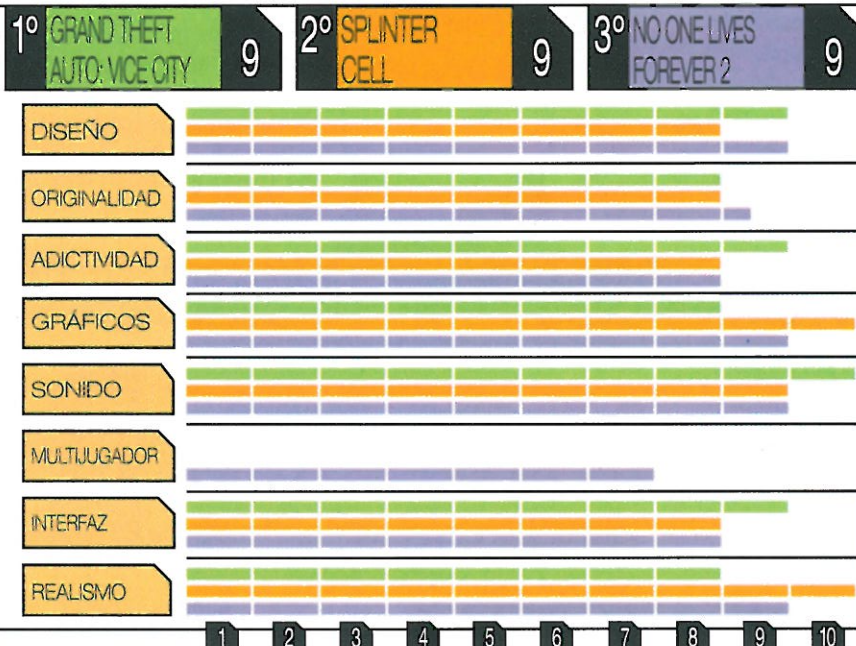 1º GRAND THEFT AUTO: VICE CITY 9
2º SPLINTER CELL 9
3º NO ONE LIVES FOREVER 2 9
DISEÑO
ORIGINALIDAD
ADICTIVIDAD
GRÁFICOS
SONIDO
MULTIJUGADOR
INTERFAZ
REALISMO
1 2 3 4 5 6 7 8 9 10